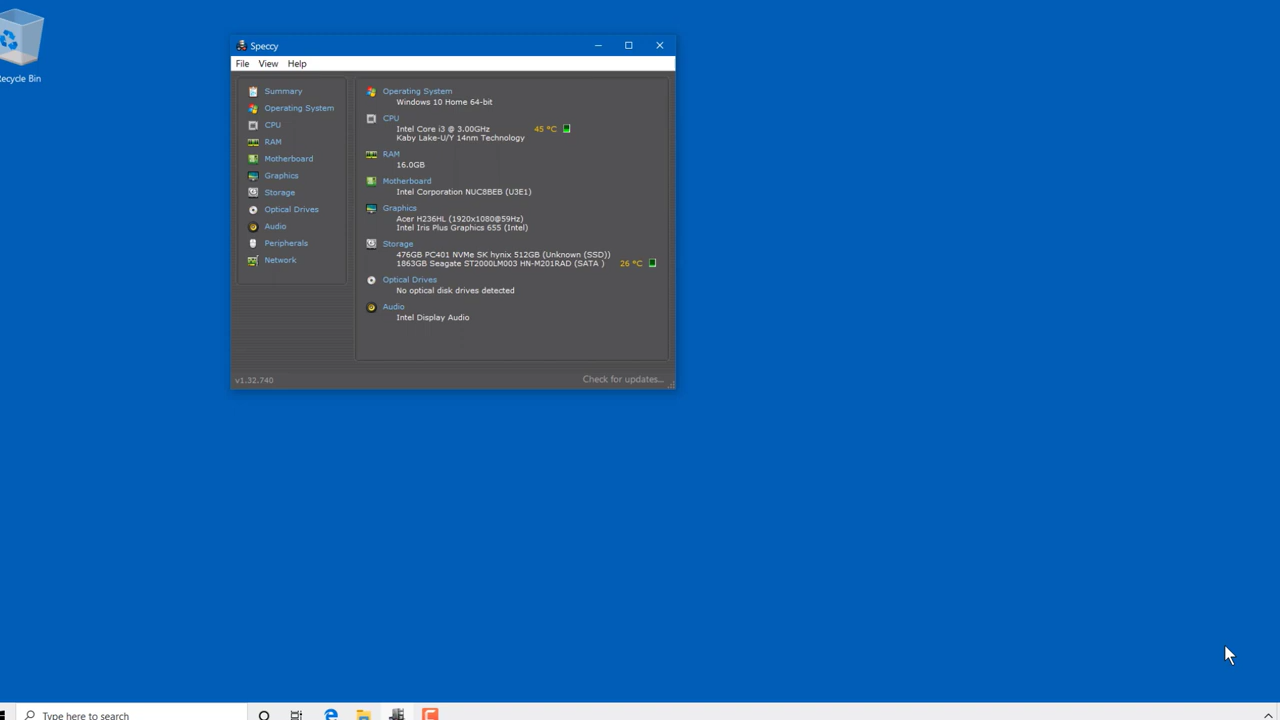 Recycle Bin
Speccy
File View Help
Summary
Operating System
CPU
RAM
Motherboard
Graphics
Storage
Optical Drives
Audio
Peripherals
Network
Operating System
Windows 10 Home 64-bit
CPU
Intel Core i3 @ 3.00GHz 45 °C
Kaby Lake-U/Y 14nm Technology
RAM
16.0GB
Motherboard
Intel Corporation NUC8BEB (U3E1)
Graphics
Acer H236HL (1920x1080@59Hz)
Intel Iris Plus Graphics 655 (Intel)
Storage
476GB PC401 NVMe SK hynix 512GB (Unknown (SSD))
1863GB Seagate ST2000LM003 HN-M201RAD (SATA ) 26 °C
Optical Drives
No optical disk drives detected
Audio
Intel Display Audio
v1.32.740
Check for updates...
Type here to search